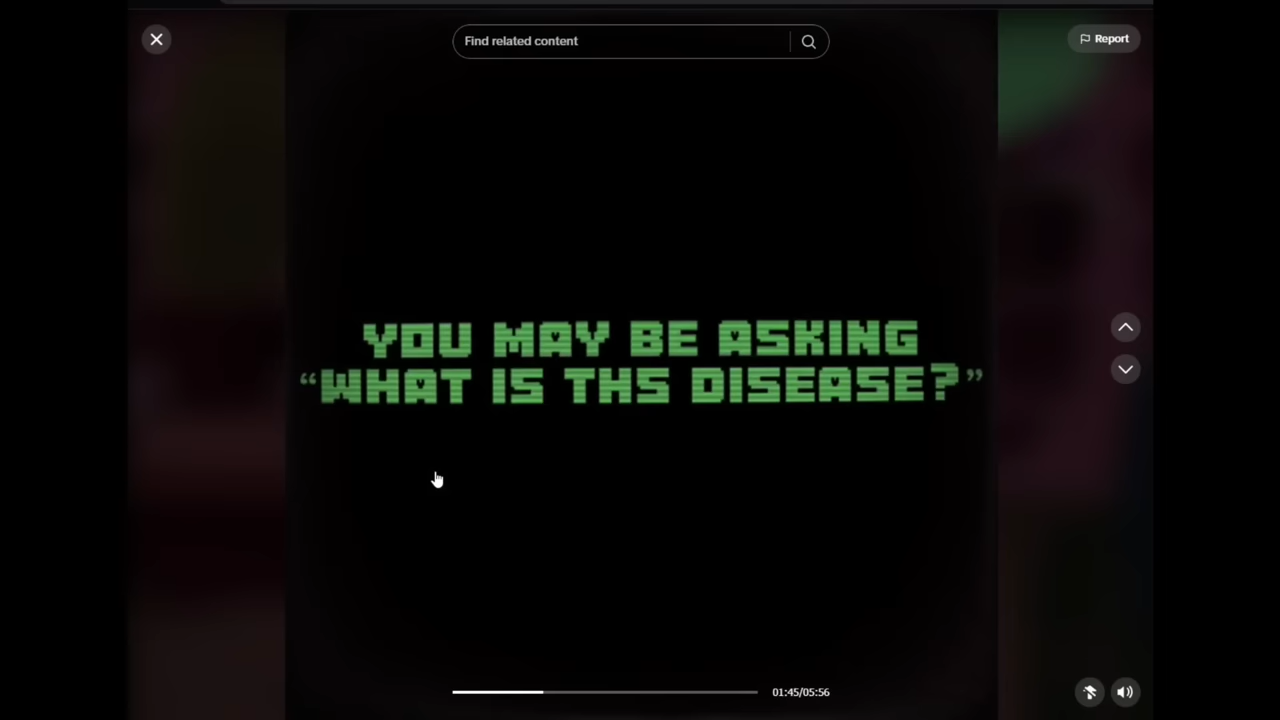 Find related content
Report
YOU MAY BE ASKING
“WHAT IS THS DISEASE?”
01:45/05:56